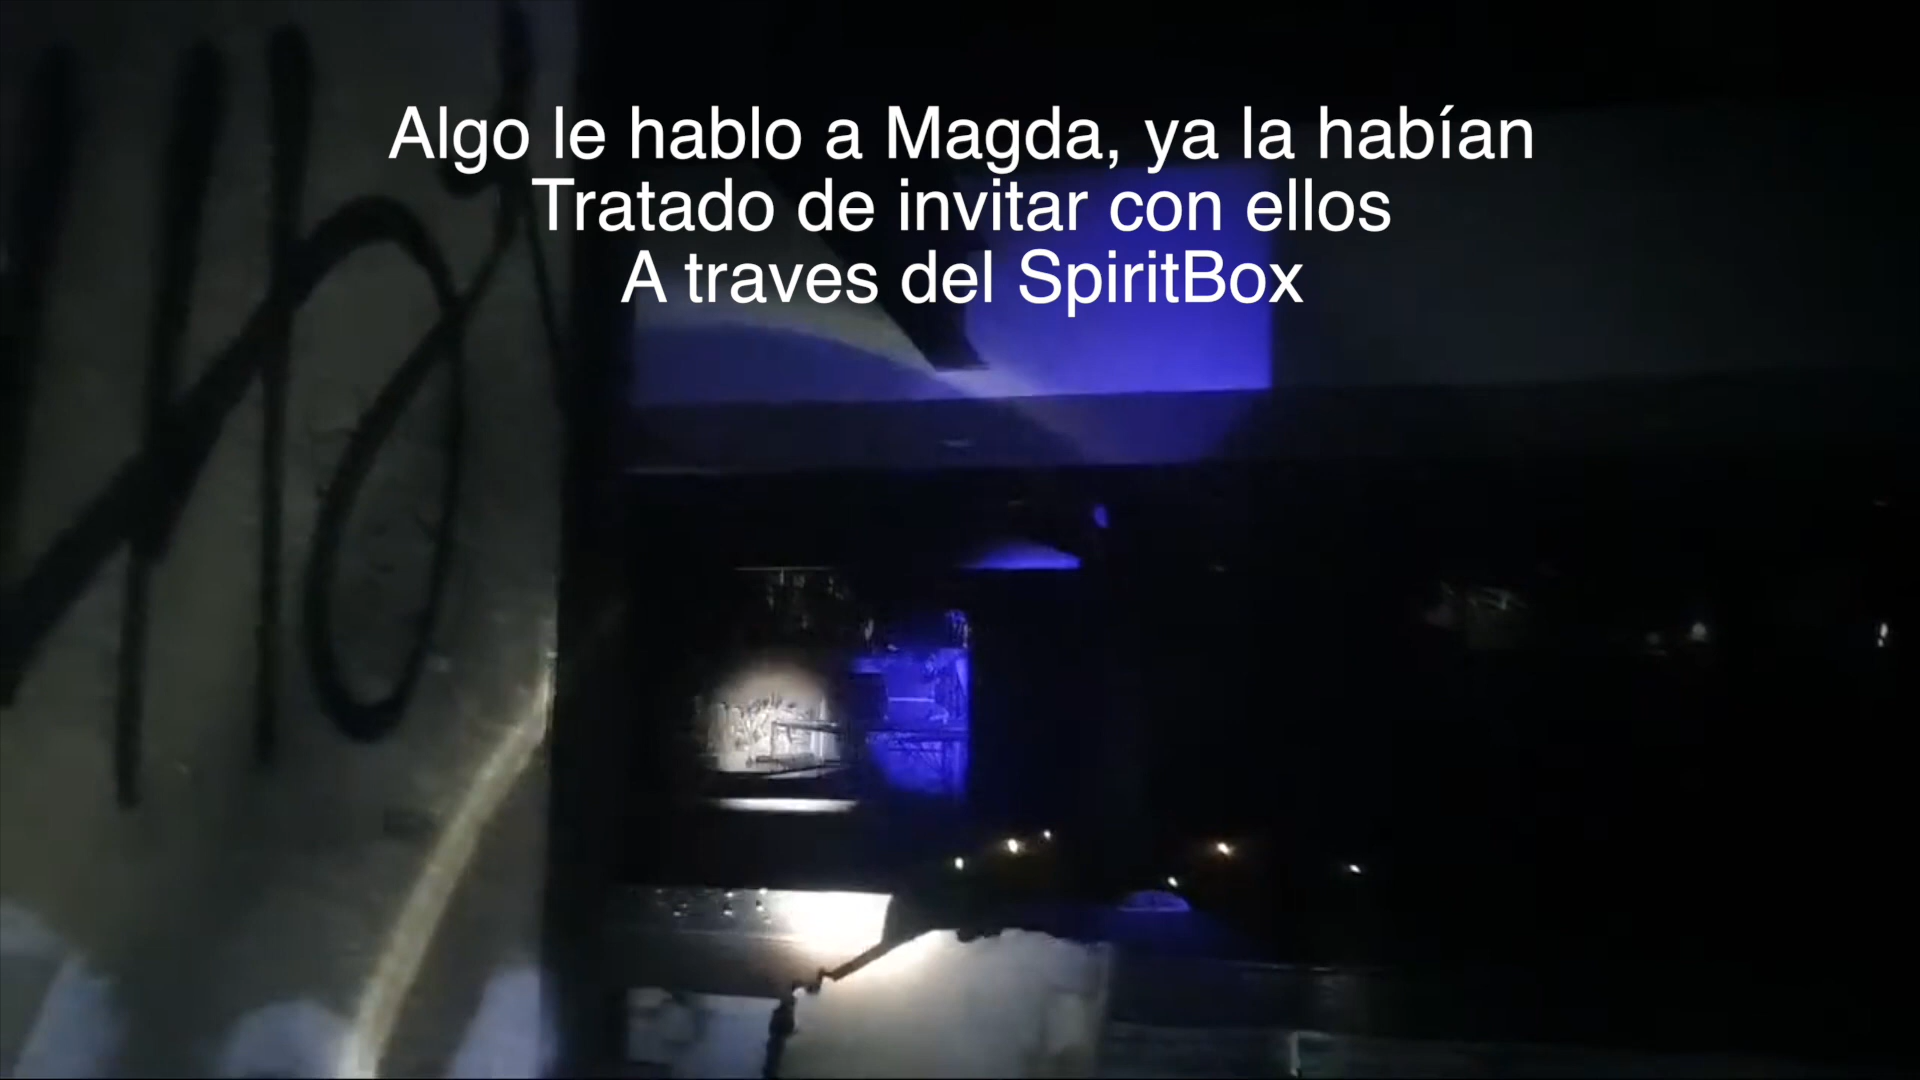 Algo le hablo a Magda, ya la habían
Tratado de invitar con ellos
A traves del SpiritBox